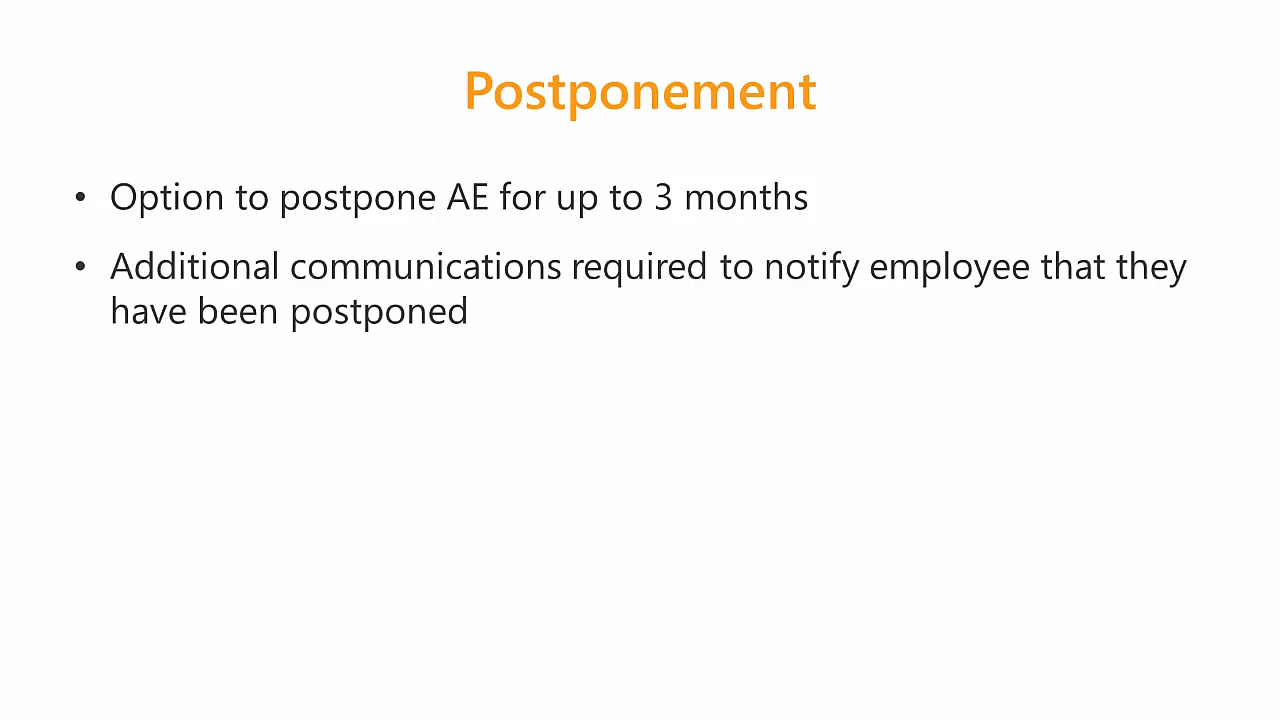 Postponement
• Option to postpone AE for up to 3 months
• Additional communications required to notify employee that they
have been postponed